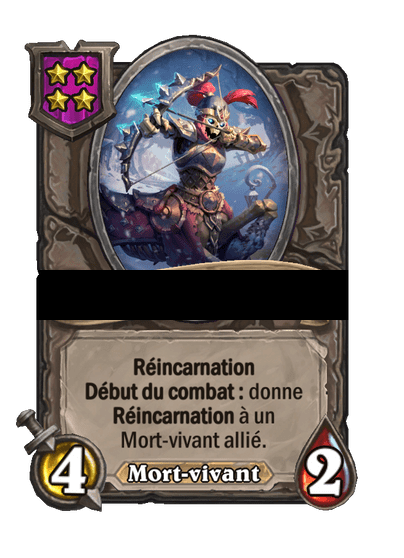 Réincarnation
Début du combat : donne
Réincarnation à un
Mort-vivant allié.
4
Mort-vivant
2